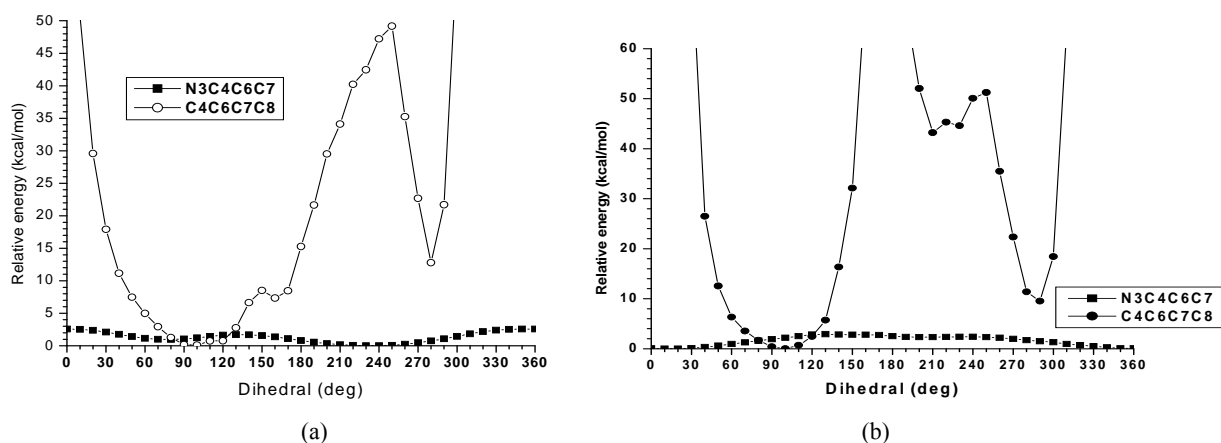 50
45
40
35
30
25
20
15
10
5
0
Relative energy (kcal/mol)
N3C4C6C7
C4C6C7C8
0 30 60 90 120 150 180 210 240 270 300 330 360
Dihedral (deg)
(a)
60
50
40
30
20
10
0
Relative energy (kcal/mol)
N3C4C6C7
C4C6C7C8
0 30 60 90 120 150 180 210 240 270 300 330 360
Dihedral (deg)
(b)